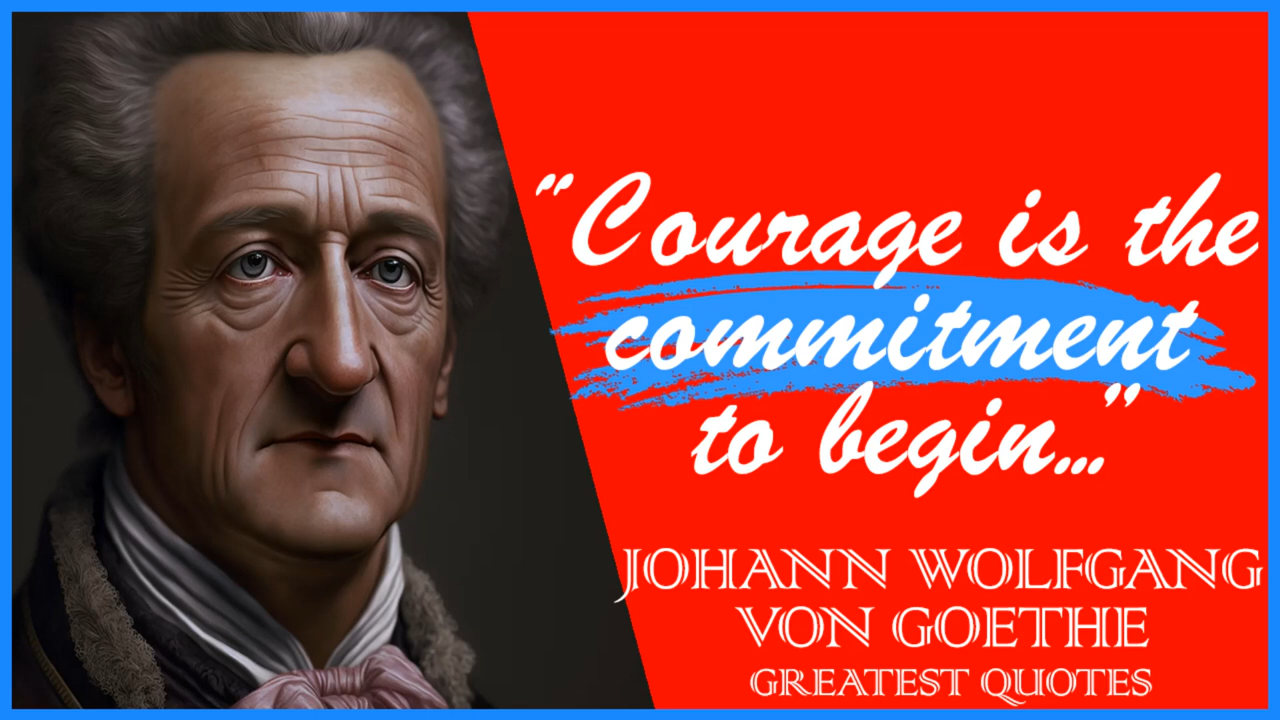 "Courage is the
commitment
to begin..."
JOHANN WOLFGANG
VON GOETHE
GREATEST QUOTES